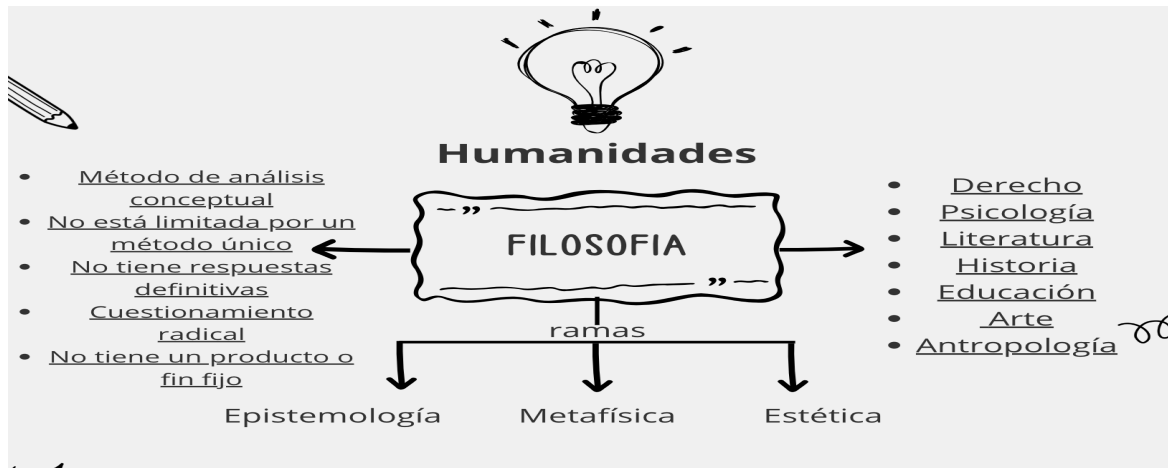 Humanidades
• Método de análisis
conceptual
• No está limitada por un
método único
• No tiene respuestas
definitivas
• Cuestionamiento
radical
• No tiene un producto o
fin fijo
FILOSOFIA
ramas
Epistemología
Metafísica
Estética
• Derecho
• Psicología
• Literatura
• Historia
• Educación
• Arte
• Antropología